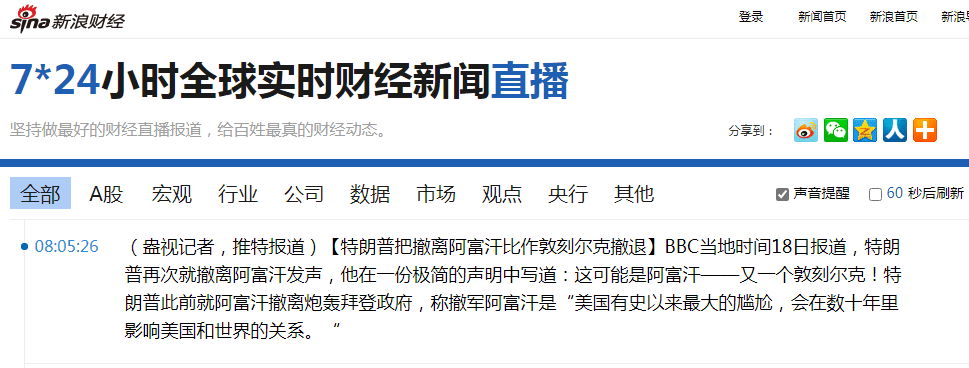 sina新浪财经
登录 新闻首页 新浪首页 新浪
7*24小时全球实时财经新闻直播
坚持做最好的财经直播报道，给百姓最真的财经动态。
分享到：
全部 A股 宏观 行业 公司 数据 市场 观点 央行 其他 声音提醒 60 秒后刷新
08:05:26 （盎视记者，推特报道）【特朗普把撤离阿富汗比作敦刻尔克撤退】BBC当地时间18日报道，特朗
普再次就撤离阿富汗发声，他在一份极简的声明中写道：这可能是阿富汗——又一个敦刻尔克！特
朗普此前就阿富汗撤离炮轰拜登政府，称撤军阿富汗是“美国有史以来最大的尴尬，会在数十年里
影响美国和世界的关系。“